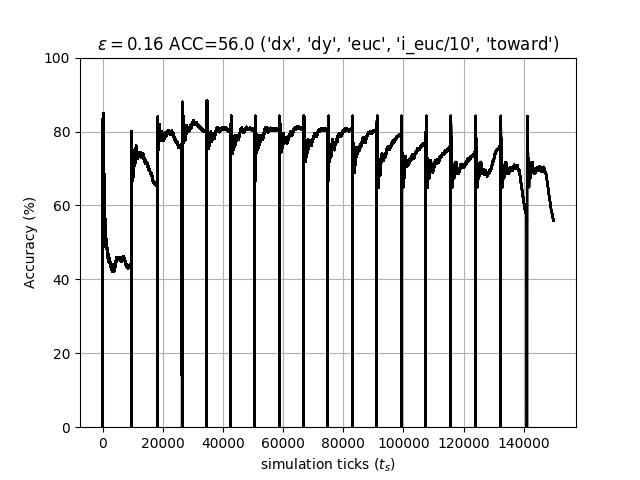 ε = 0.16 ACC=56.0 ('dx', 'dy', 'euc', 'i_euc/10', 'toward')
100
80
60
40
20
0
Accuracy (%)
0 20000 40000 60000 80000 100000 120000 140000
simulation ticks (tₛ)